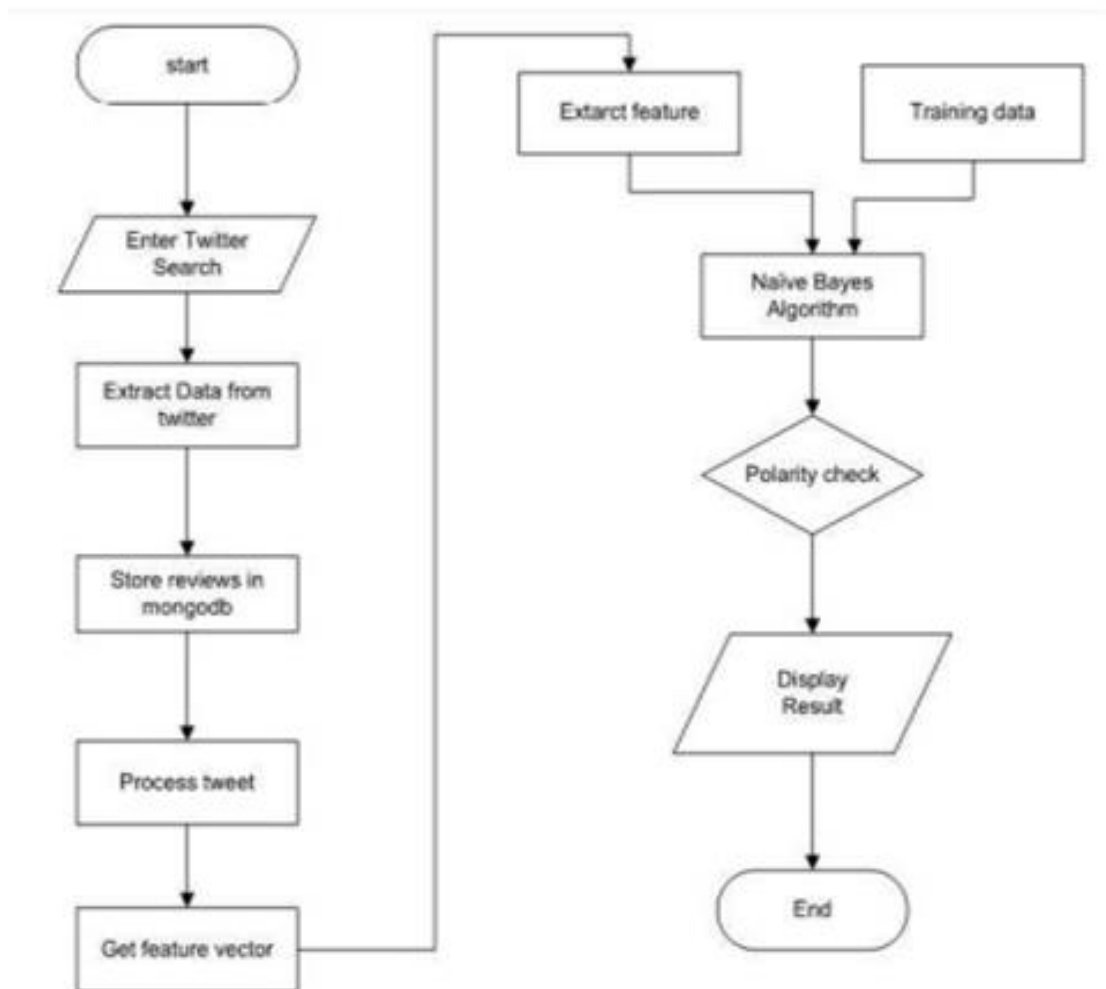 start
Enter Twitter
Search
Extract Data from
twitter
Store reviews in
mongodb
Process tweet
Get feature vector
Extarct feature
Training data
Naïve Bayes
Algorithm
Polarity check
Display
Result
End